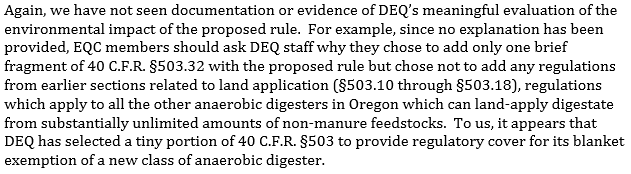 Again, we have not seen documentation or evidence of DEQ’s meaningful evaluation of the
environmental impact of the proposed rule.  For example, since no explanation has been
provided, EQC members should ask DEQ staff why they chose to add only one brief
fragment of 40 C.F.R. §503.32 with the proposed rule but chose not to add any regulations
from earlier sections related to land application (§503.10 through §503.18), regulations
which apply to all the other anaerobic digesters in Oregon which can land-apply digestate
from substantially unlimited amounts of non-manure feedstocks.  To us, it appears that
DEQ has selected a tiny portion of 40 C.F.R. §503 to provide regulatory cover for its blanket
exemption of a new class of anaerobic digester.